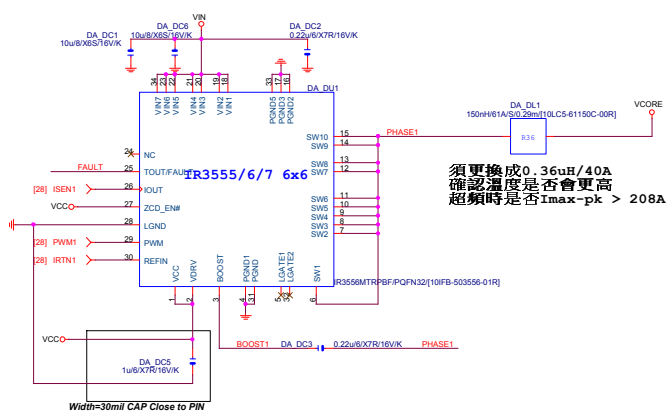 VIN
DA_DC1
10u/8/X6S/16V/K
DA_DC6
10u/8/X6S/16V/K
DA_DC2
0.22u/6/X7R/16V/K
34
23
22
21
20
19
18
33
17
16
VIN7
VIN6
VIN5
VIN4
VIN3
VIN2
VIN1
PGND5
PGND3
PGND2
DA_DU1
DA_DL1
150nH/61A/S/0.29m/[10LC5-61150C-00R]
VCORE
R36
PHASE1
SW10 15
SW9 14
SW8 13
SW7 12
SW6 11
SW5 10
SW4 9
SW3 8
SW2 7
24 NC
FAULT 25 TOUT/FAULT
IR3555/6/7 6x6
[28] ISEN1 26 IOUT
VCC 27 ZCD_EN#
28 LGND
[28] PWM1 29 PWM
[28] IRTN1 30 REFIN
須更換成0.36uH/40A
確認溫度是否會更高
超頻時是否Imax-pk > 208A
VCC
VDRV
BOOST
PGND1
PGND
LGATE1
LGATE2
SW1
IR3556MTRPBF/PQFN32/[10IFB-503556-01R]
1
2
3
4
31
5
32
6
VCC
BOOST1
DA_DC3
0.22u/6/X7R/16V/K
PHASE1
DA_DC5
1u/6/X7R/16V/K
Width=30mil CAP Close to PIN